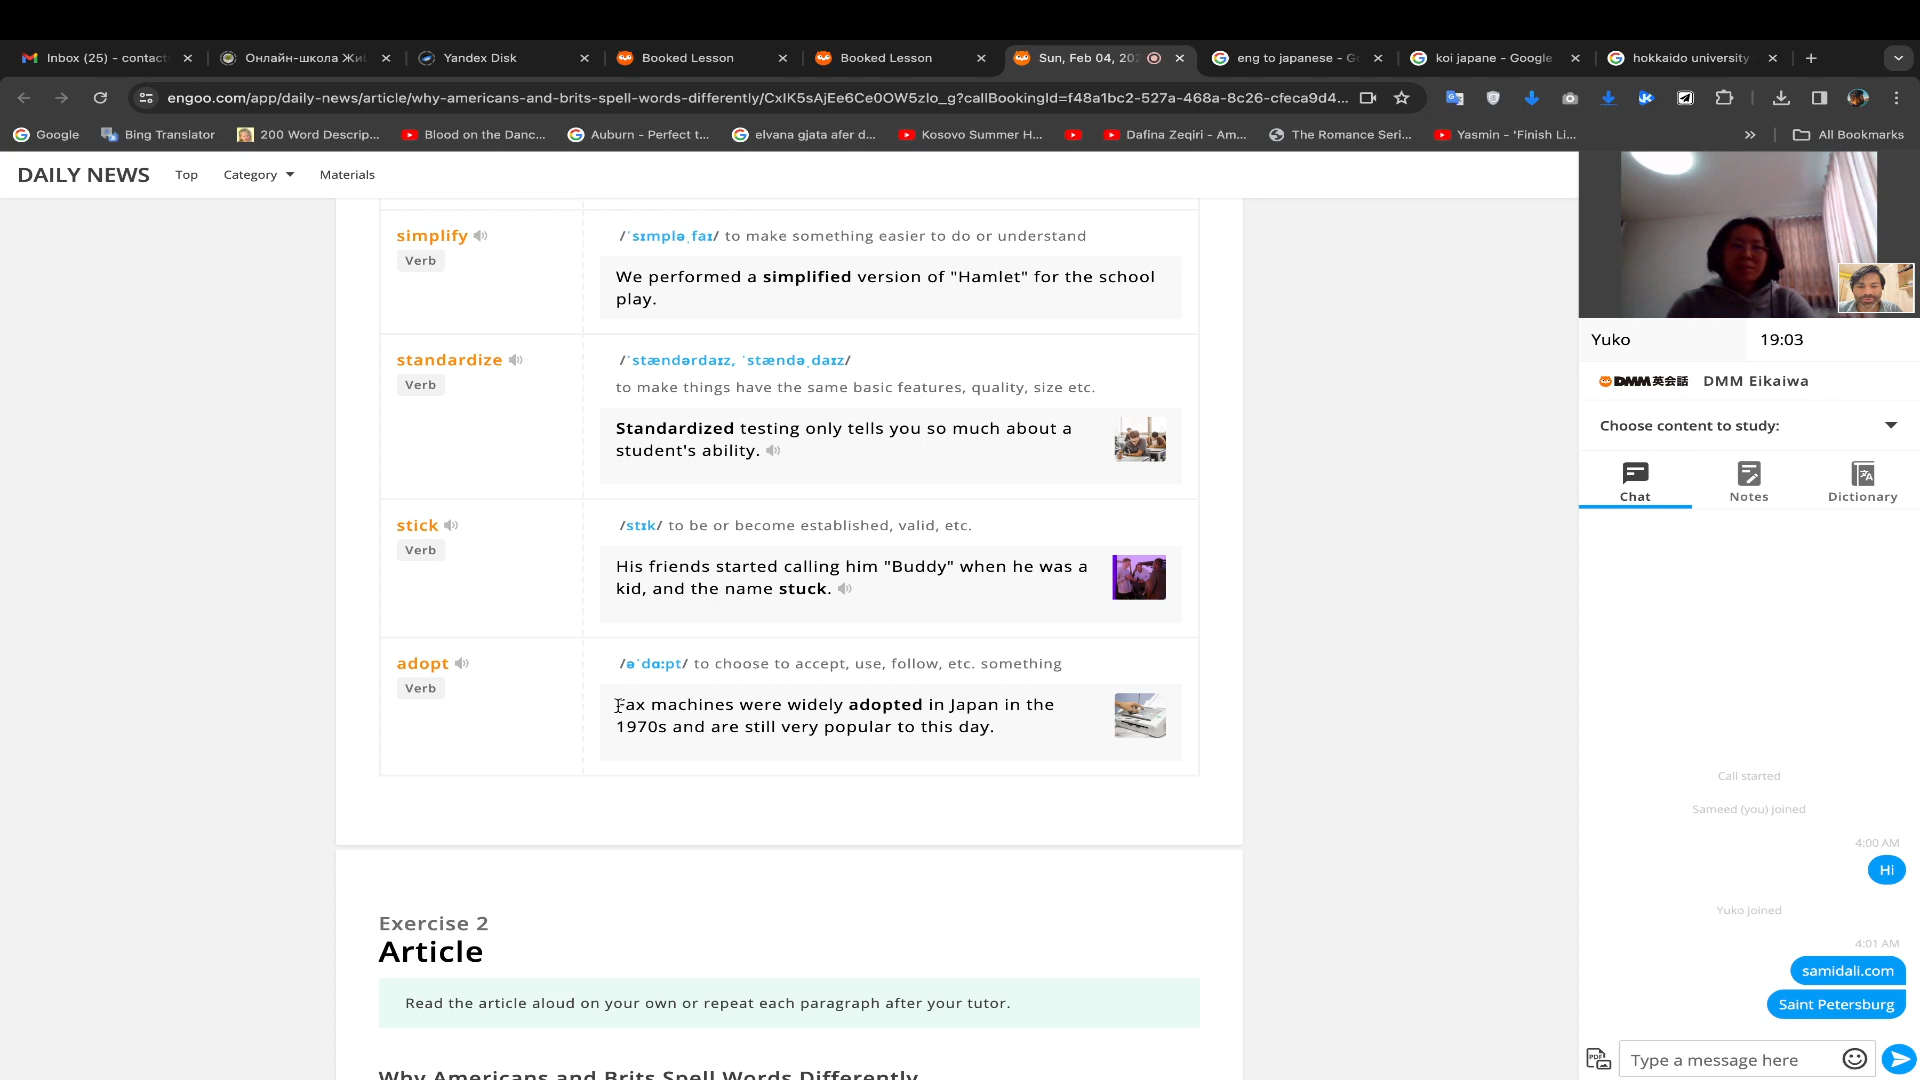 Inbox (25) - contact
Онлайн-школа Жи
Yandex Disk
Booked Lesson
Booked Lesson
Sun, Feb 04, 202
eng to japanese - Go
koi japane - Google
hokkaido university
engoo.com/app/daily-news/article/why-americans-and-brits-spell-words-differently/CxIK5sAjEe6Ce0OW5zIo_g?callBookingId=f48a1bc2-527a-468a-8c26-cfeca9d4...
Google
Bing Translator
200 Word Descrip...
Blood on the Danc...
Auburn - Perfect t...
elvana gjata afer d...
Kosovo Summer H...
Dafina Zeqiri - Am...
The Romance Seri...
Yasmin - 'Finish Li...
All Bookmarks
DAILY NEWS
Top
Category
Materials
simplify
Verb
/ˈsɪmpləˌfaɪ/ to make something easier to do or understand
We performed a simplified version of "Hamlet" for the school
play.
standardize
Verb
/ˈstændərdaɪz, ˈstændəˌdaɪz/
to make things have the same basic features, quality, size etc.
Standardized testing only tells you so much about a
student's ability.
stick
Verb
/stɪk/ to be or become established, valid, etc.
His friends started calling him "Buddy" when he was a
kid, and the name stuck.
adopt
Verb
/əˈdɑːpt/ to choose to accept, use, follow, etc. something
Fax machines were widely adopted in Japan in the
1970s and are still very popular to this day.
Exercise 2
Article
Read the article aloud on your own or repeat each paragraph after your tutor.
Why Americans and Brits Spell Words Differently
Yuko
19:03
DMM英会話
DMM Eikaiwa
Choose content to study:
Chat
Notes
Dictionary
Call started
Sameed (you) joined
4:00 AM
Hi
Yuko joined
4:01 AM
samidali.com
Saint Petersburg
PDF
Type a message here